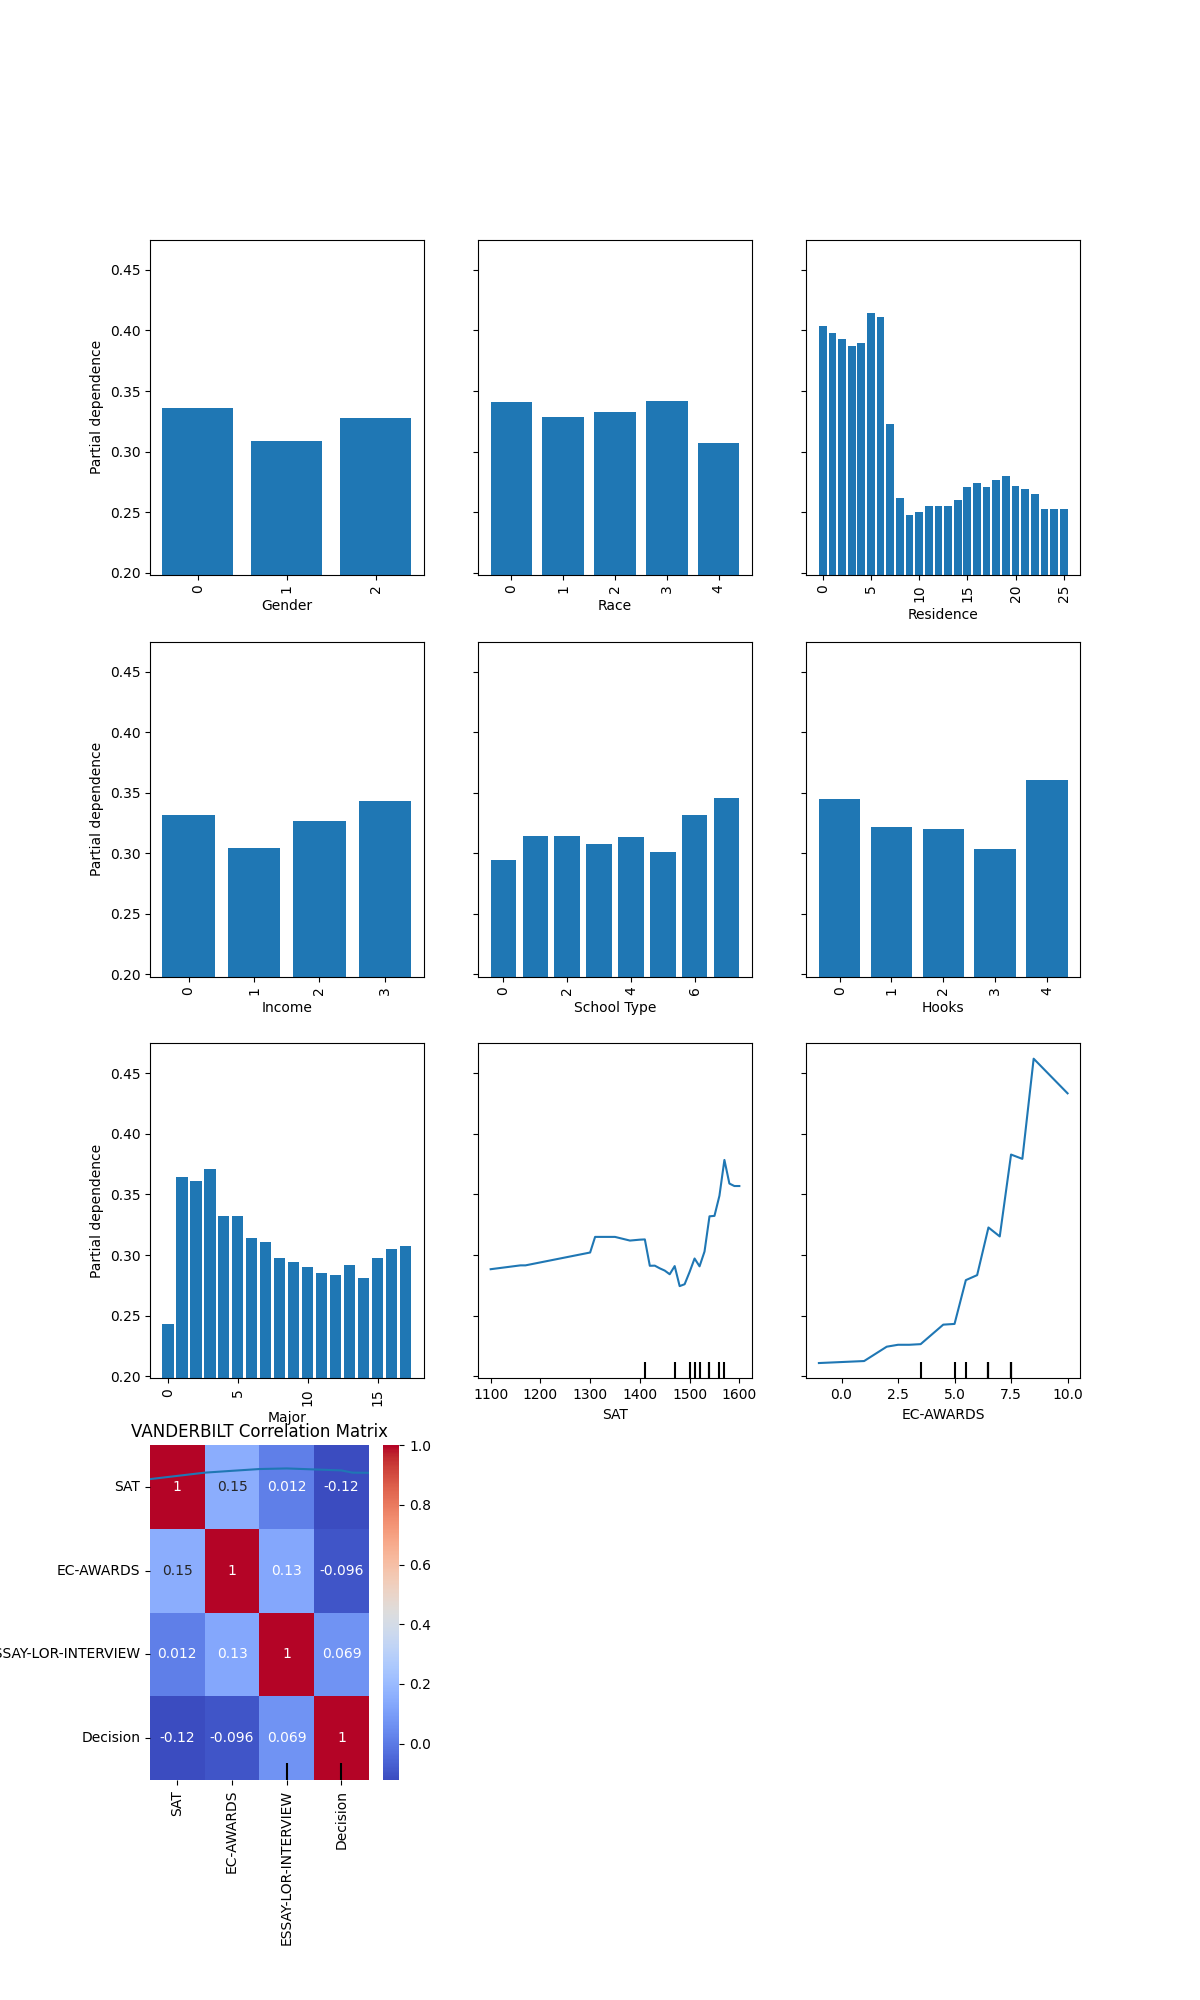 0.45
0.40
0.35
0.30
0.25
0.20
Partial dependence
0 1 2
Gender
0 1 2 3 4
Race
0 5 10 15 20 25
Residence
0.45
0.40
0.35
0.30
0.25
0.20
Partial dependence
0 1 2 3
Income
0 2 4 6
School Type
0 1 2 3 4
Hooks
0.45
0.40
0.35
0.30
0.25
0.20
Partial dependence
0 5 10 15
Major
1100 1200 1300 1400 1500 1600
SAT
0.0 2.5 5.0 7.5 10.0
EC-AWARDS
VANDERBILT Correlation Matrix
SAT 1 0.15 0.012 -0.12
EC-AWARDS 0.15 1 0.13 -0.096
SSAY-LOR-INTERVIEW 0.012 0.13 1 0.069
Decision -0.12 -0.096 0.069 1
SAT
EC-AWARDS
ESSAY-LOR-INTERVIEW
Decision
1.0
0.8
0.6
0.4
0.2
0.0